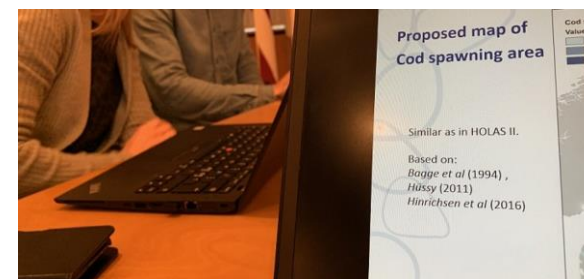 Proposed map of
Cod spawning area
Similar as in HOLAS II.
Based on:
Bagge et al (1994) ,
Hüssy (2011)
Hinrichsen et al (2016)
Cod
Value